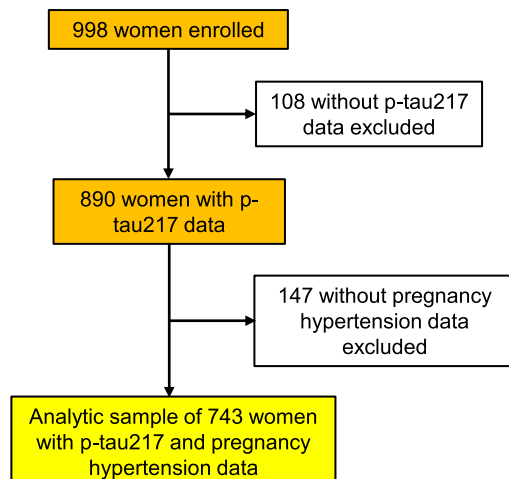 998 women enrolled
108 without p-tau217
data excluded
890 women with p-
tau217 data
147 without pregnancy
hypertension data
excluded
Analytic sample of 743 women
with p-tau217 and pregnancy
hypertension data